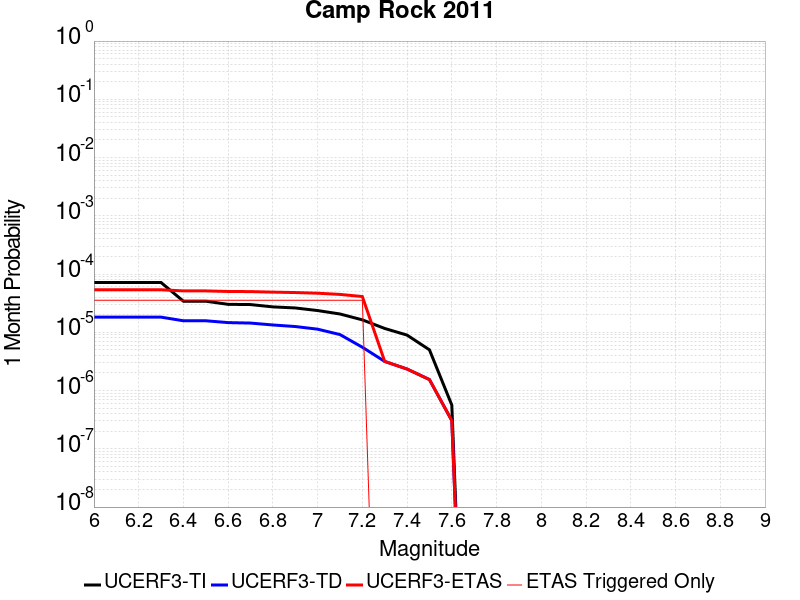 Camp Rock 2011
1 Month Probability
10^0
10^-1
10^-2
10^-3
10^-4
10^-5
10^-6
10^-7
10^-8
6 6.2 6.4 6.6 6.8 7 7.2 7.4 7.6 7.8 8 8.2 8.4 8.6 8.8 9
Magnitude
UCERF3-TI UCERF3-TD UCERF3-ETAS ETAS Triggered Only